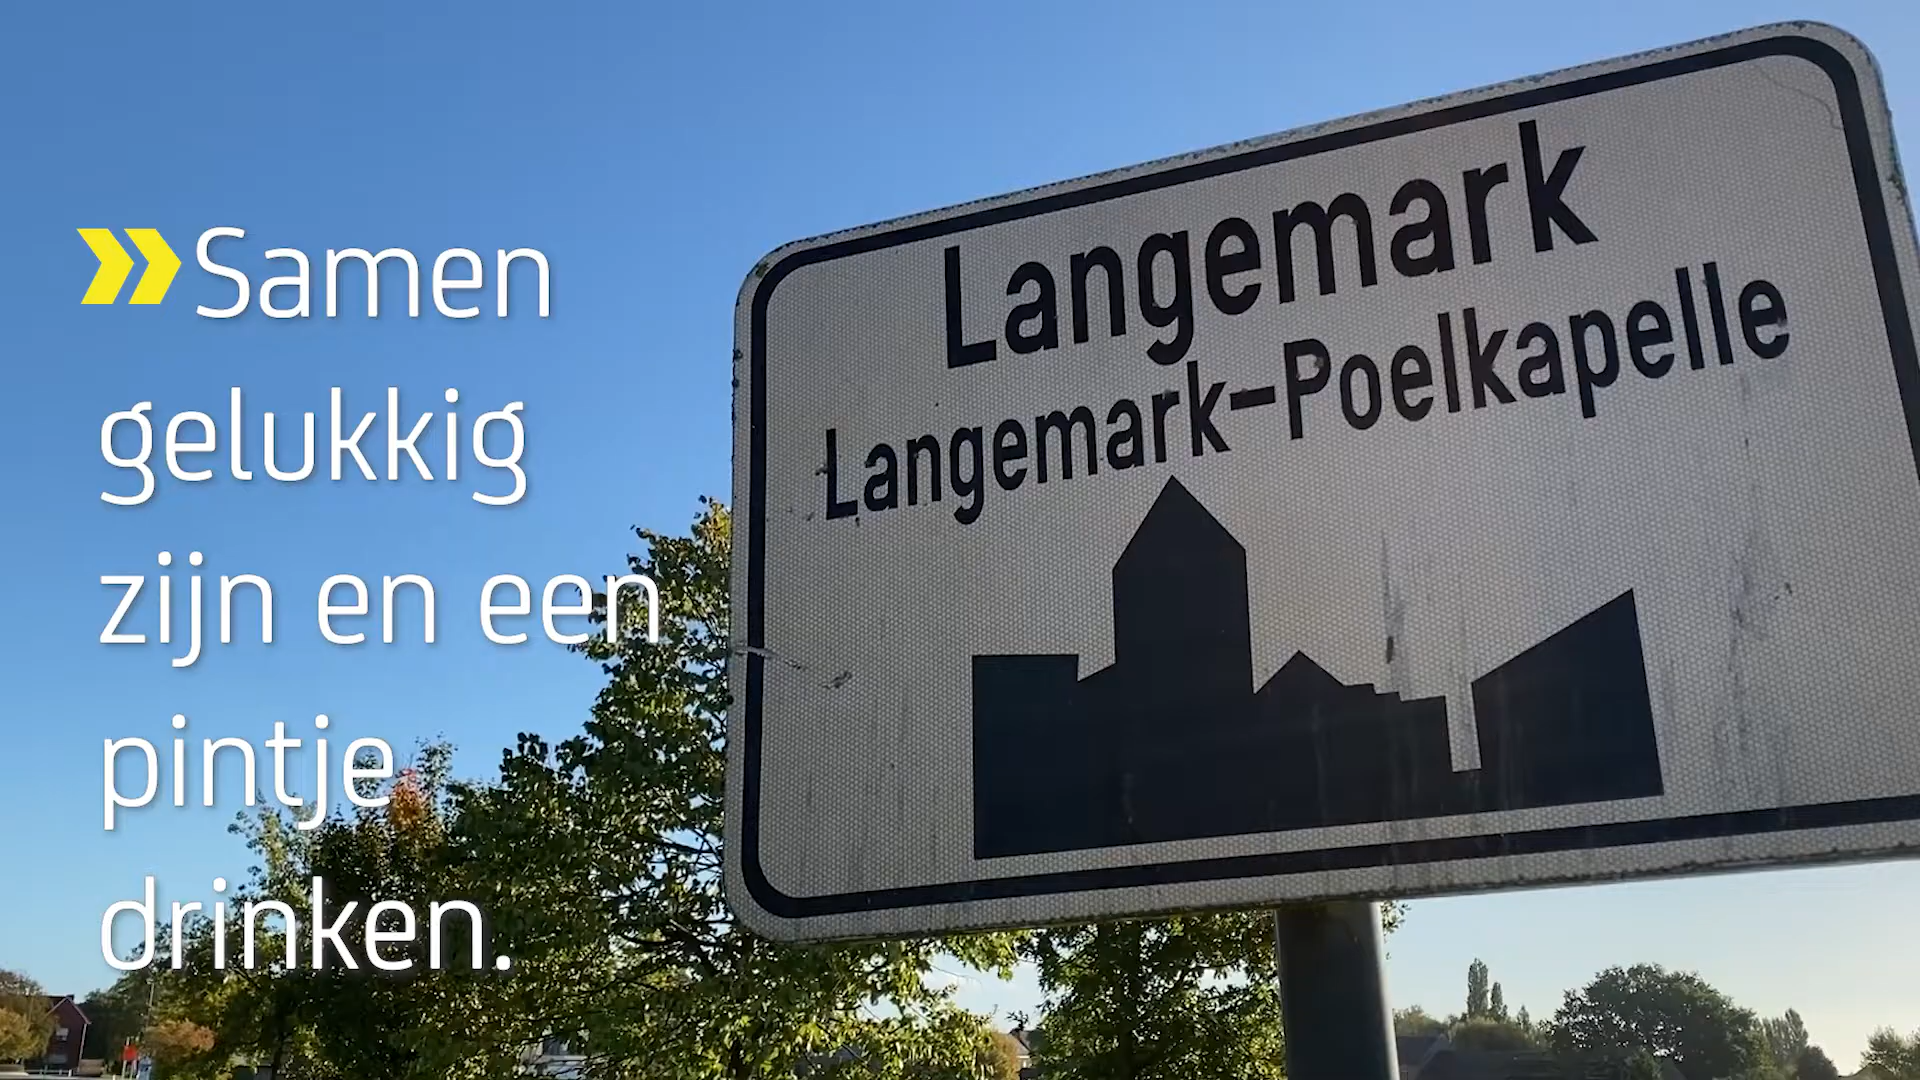 Samen
gelukkig
zijn en een
pintje
drinken.
Langemark
Langemark-Poelkapelle